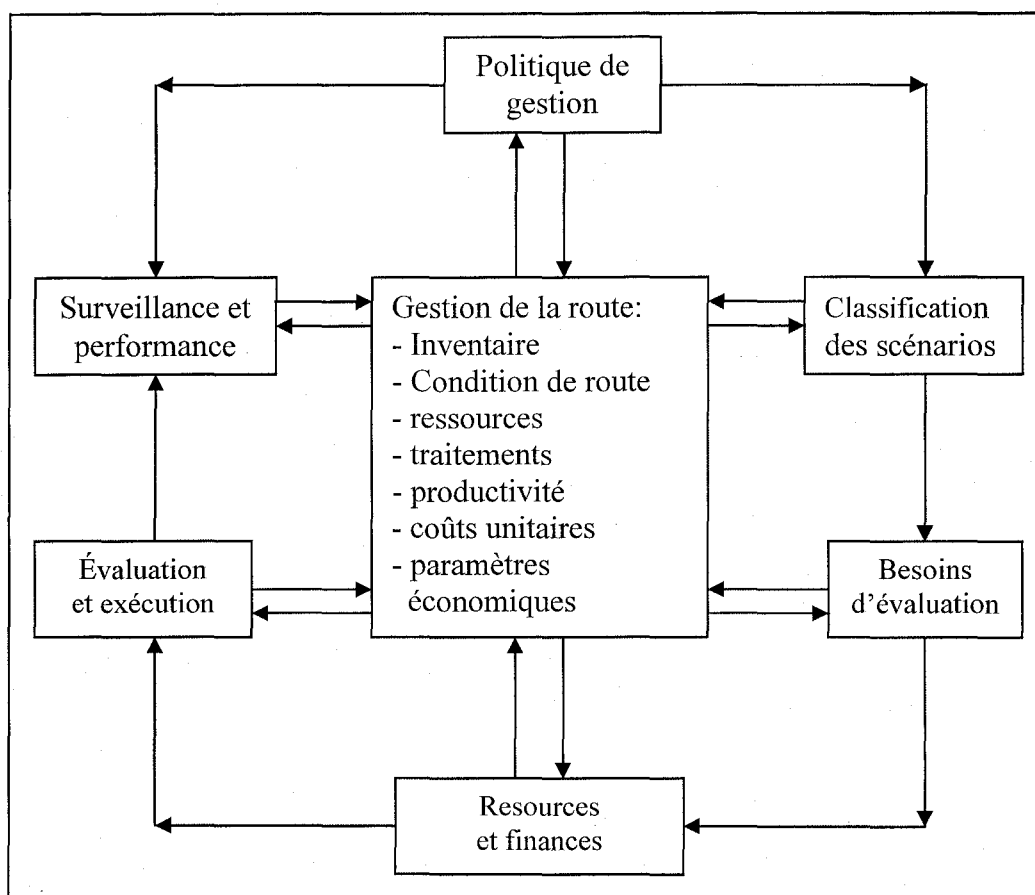 Politique de
gestion
Surveillance et
performance
Gestion de la route:
- Inventaire
- Condition de route
- ressources
- traitements
- productivité
- coûts unitaires
- paramètres
économiques
Classification
des scénarios
Évaluation
et exécution
Besoins
d'évaluation
Resources
et finances